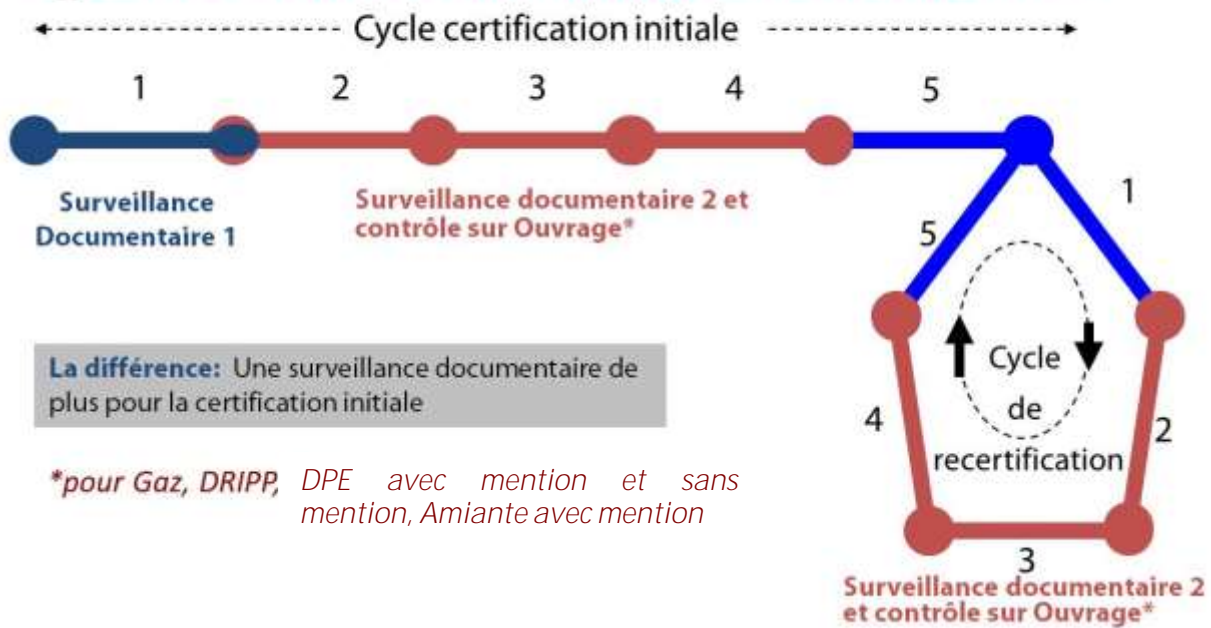 Cycle certification initiale
1 2 3 4 5
Surveillance
Documentaire 1
Surveillance documentaire 2 et
contrôle sur Ouvrage*
1
5
Cycle
de
recertification
4
2
3
Surveillance documentaire 2
et contrôle sur Ouvrage*
La différence: Une surveillance documentaire de
plus pour la certification initiale
*pour Gaz, DRIPP, DPE avec mention et sans
mention, Amiante avec mention